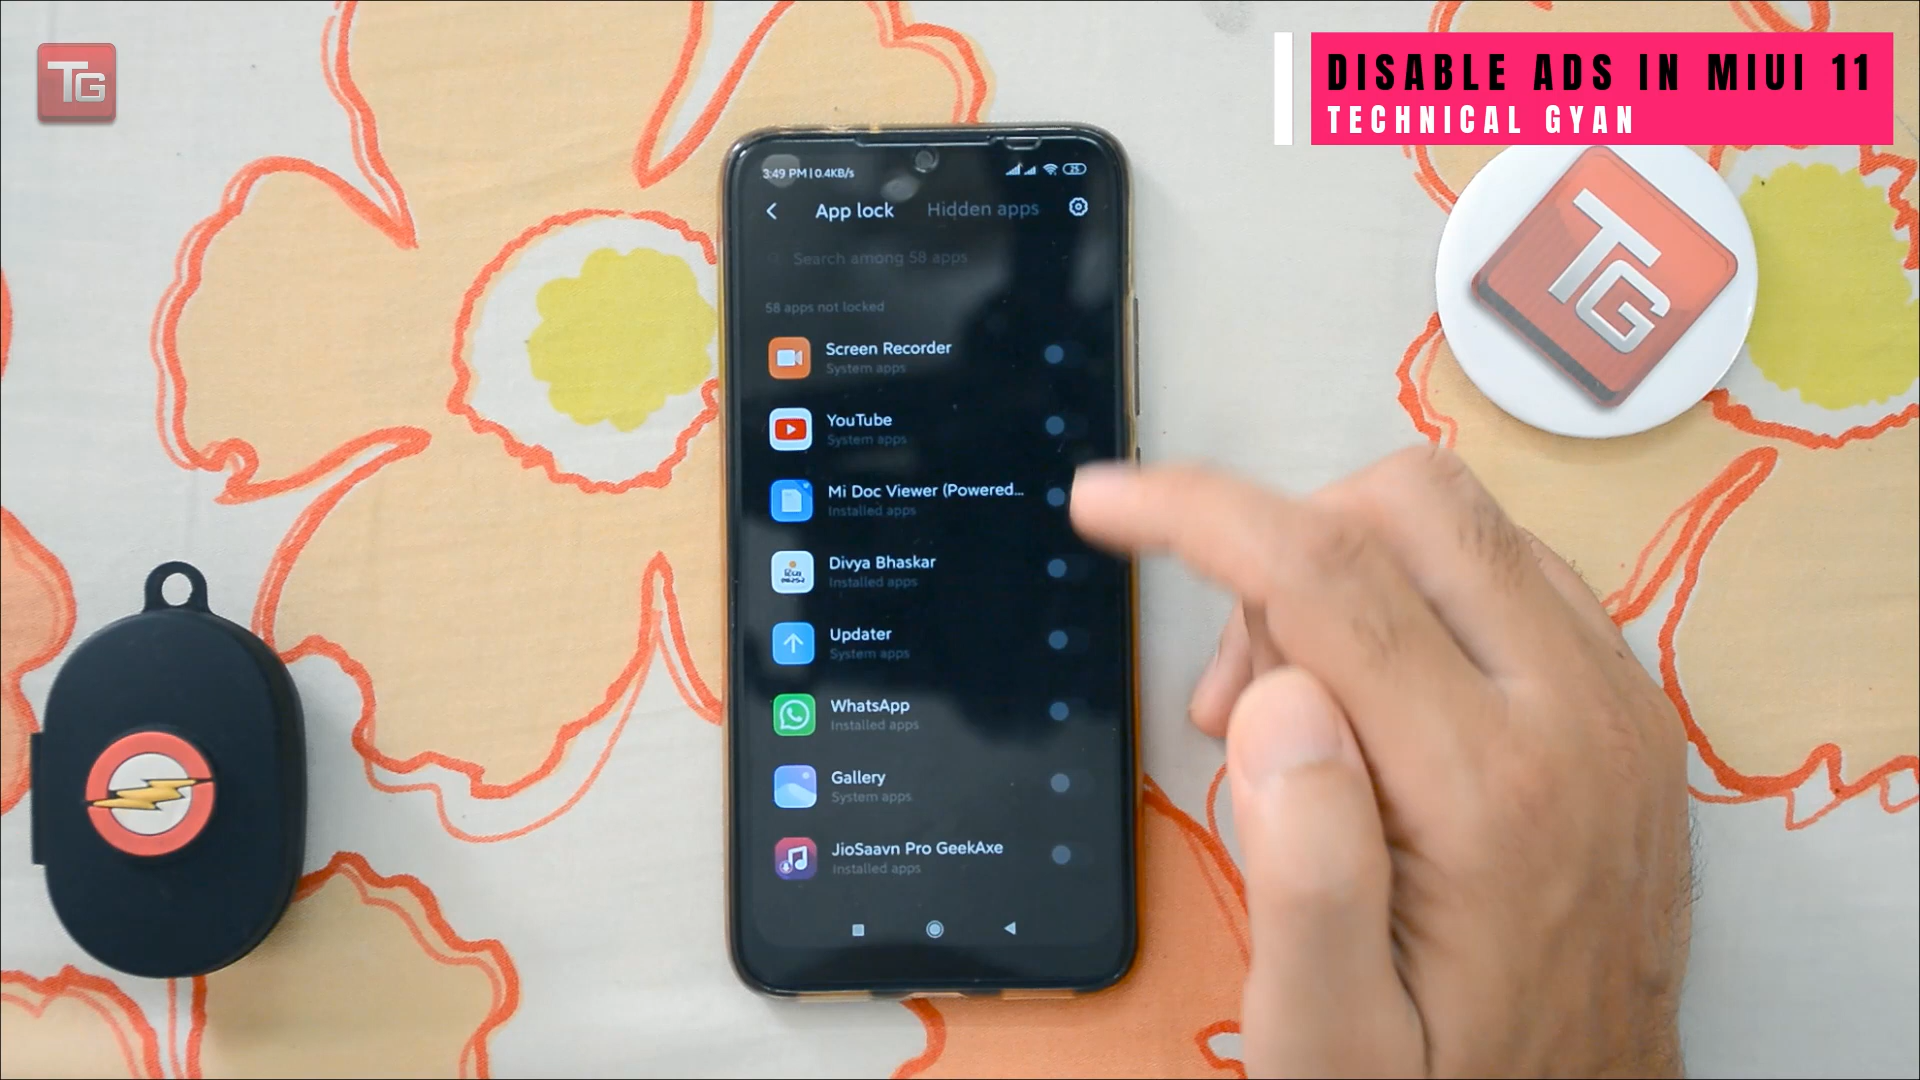 TG
DISABLE ADS IN MIUI 11
TECHNICAL GYAN
TG
3:49 PM | 0.4KB/s
25
App lock
Hidden apps
Search among 58 apps
58 apps not locked
Screen Recorder
System apps
YouTube
System apps
Mi Doc Viewer (Powered...
Installed apps
Divya Bhaskar
Installed apps
Updater
System apps
WhatsApp
Installed apps
Gallery
System apps
JioSaavn Pro GeekAxe
Installed apps